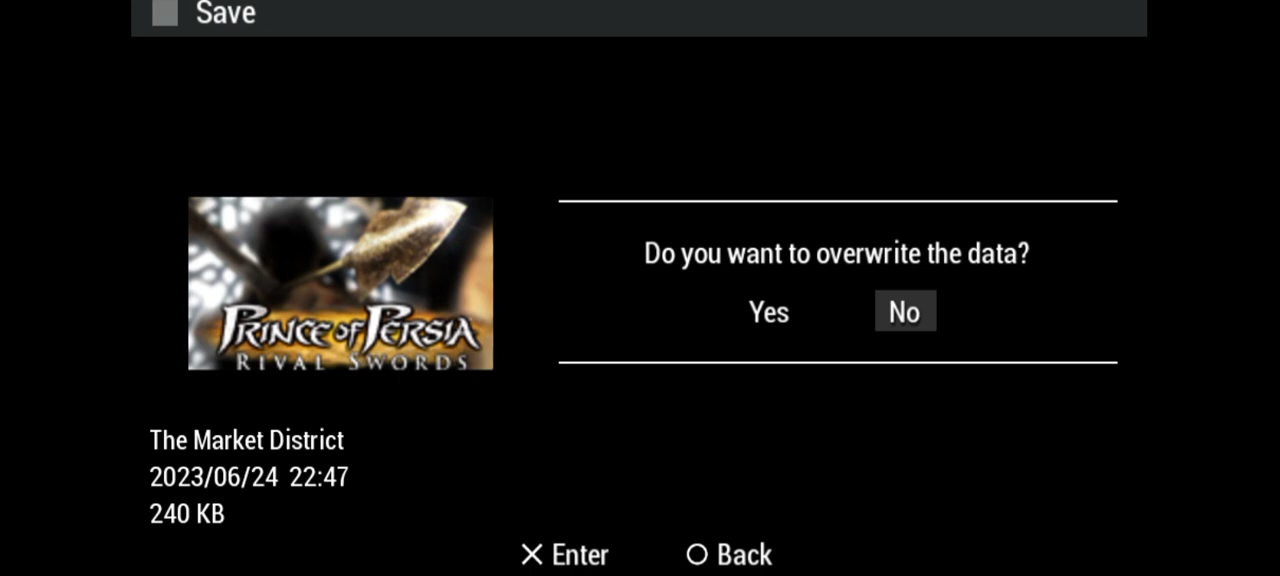 Save
PRINCE OF PERSIA
RIVAL SWORDS
Do you want to overwrite the data?
Yes No
The Market District
2023/06/24 22:47
240 KB
Enter Back